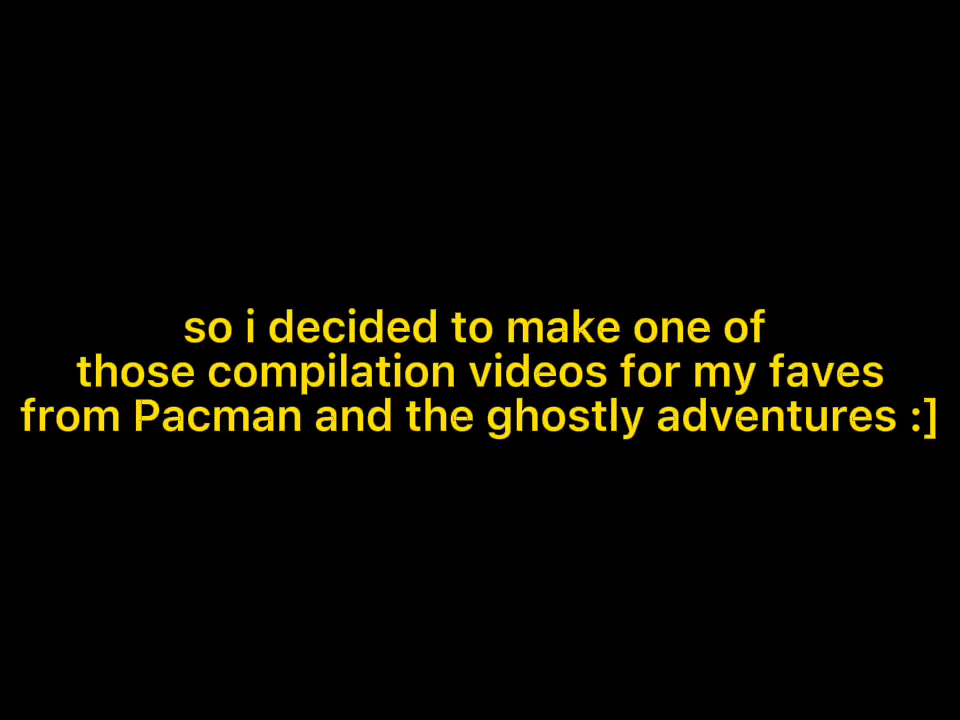 so i decided to make one of
those compilation videos for my faves
from Pacman and the ghostly adventures :]